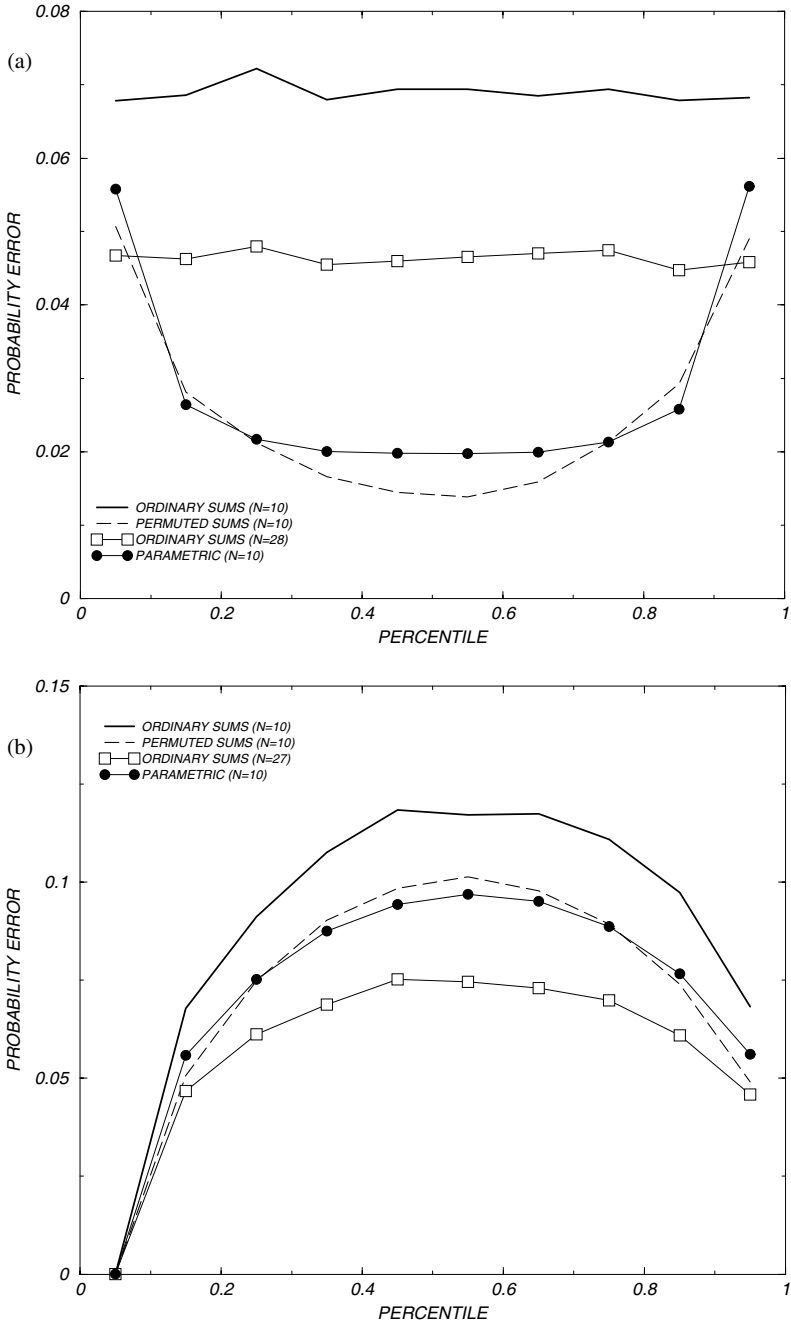 (a)
0.08
0.06
0.04
0.02
0
PROBABILITY ERROR
ORDINARY SUMS (N=10)
PERMUTED SUMS (N=10)
ORDINARY SUMS (N=28)
PARAMETRIC (N=10)
0 0.2 0.4 0.6 0.8 1
PERCENTILE
(b)
0.15
0.1
0.05
0
PROBABILITY ERROR
ORDINARY SUMS (N=10)
PERMUTED SUMS (N=10)
ORDINARY SUMS (N=27)
PARAMETRIC (N=10)
0 0.2 0.4 0.6 0.8 1
PERCENTILE